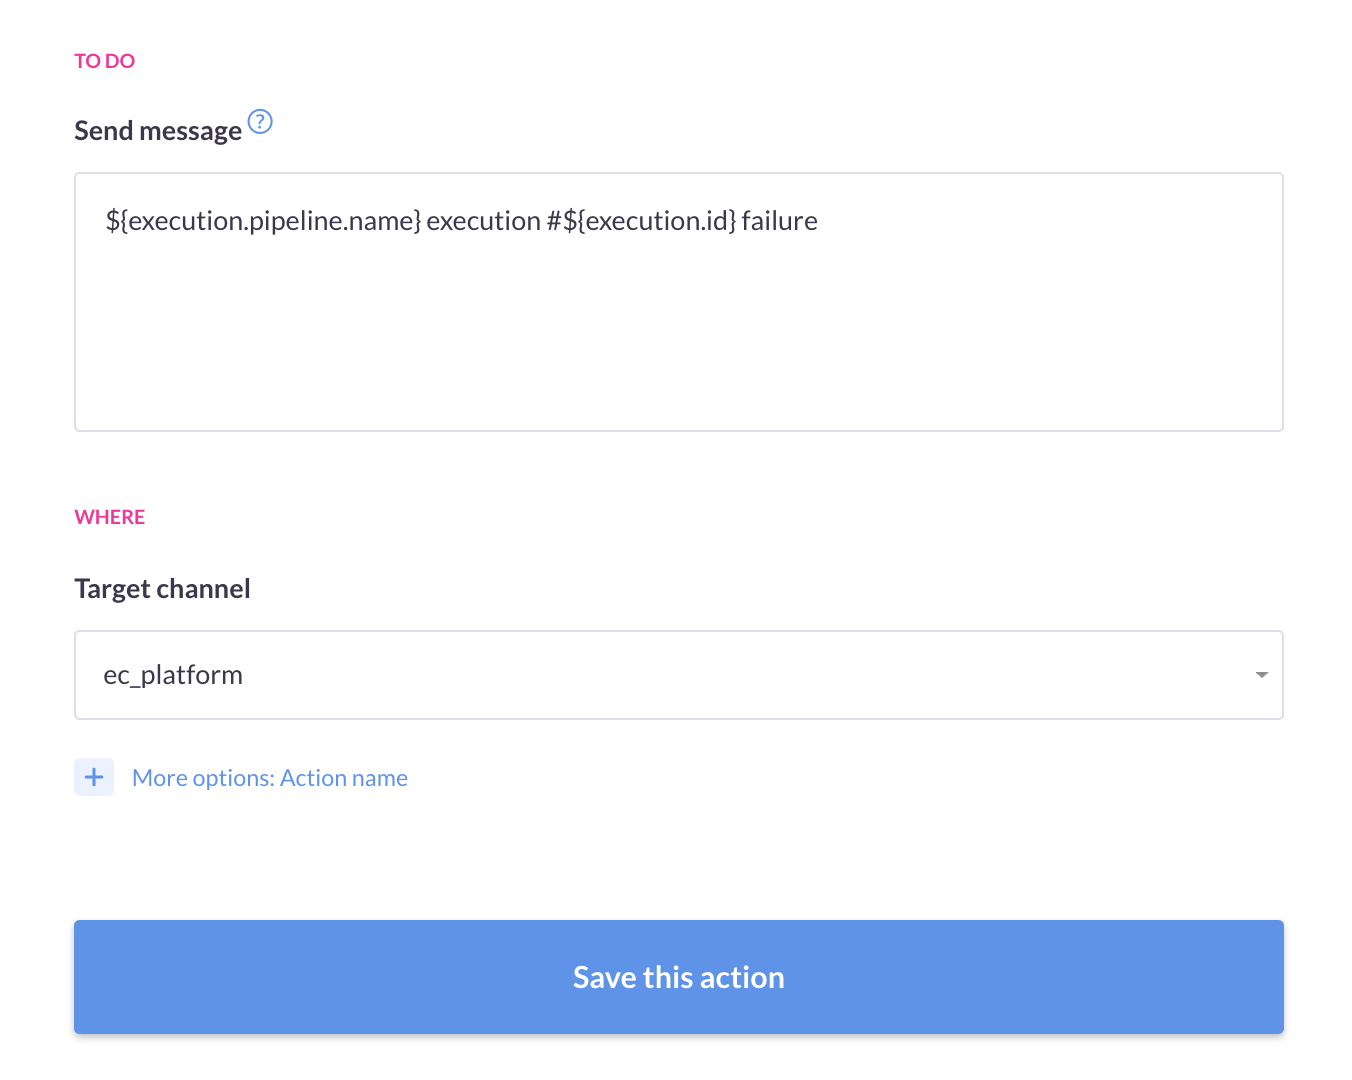 TO DO
Send message ?
${execution.pipeline.name} execution #${execution.id} failure
WHERE
Target channel
ec_platform
+ More options: Action name
Save this action